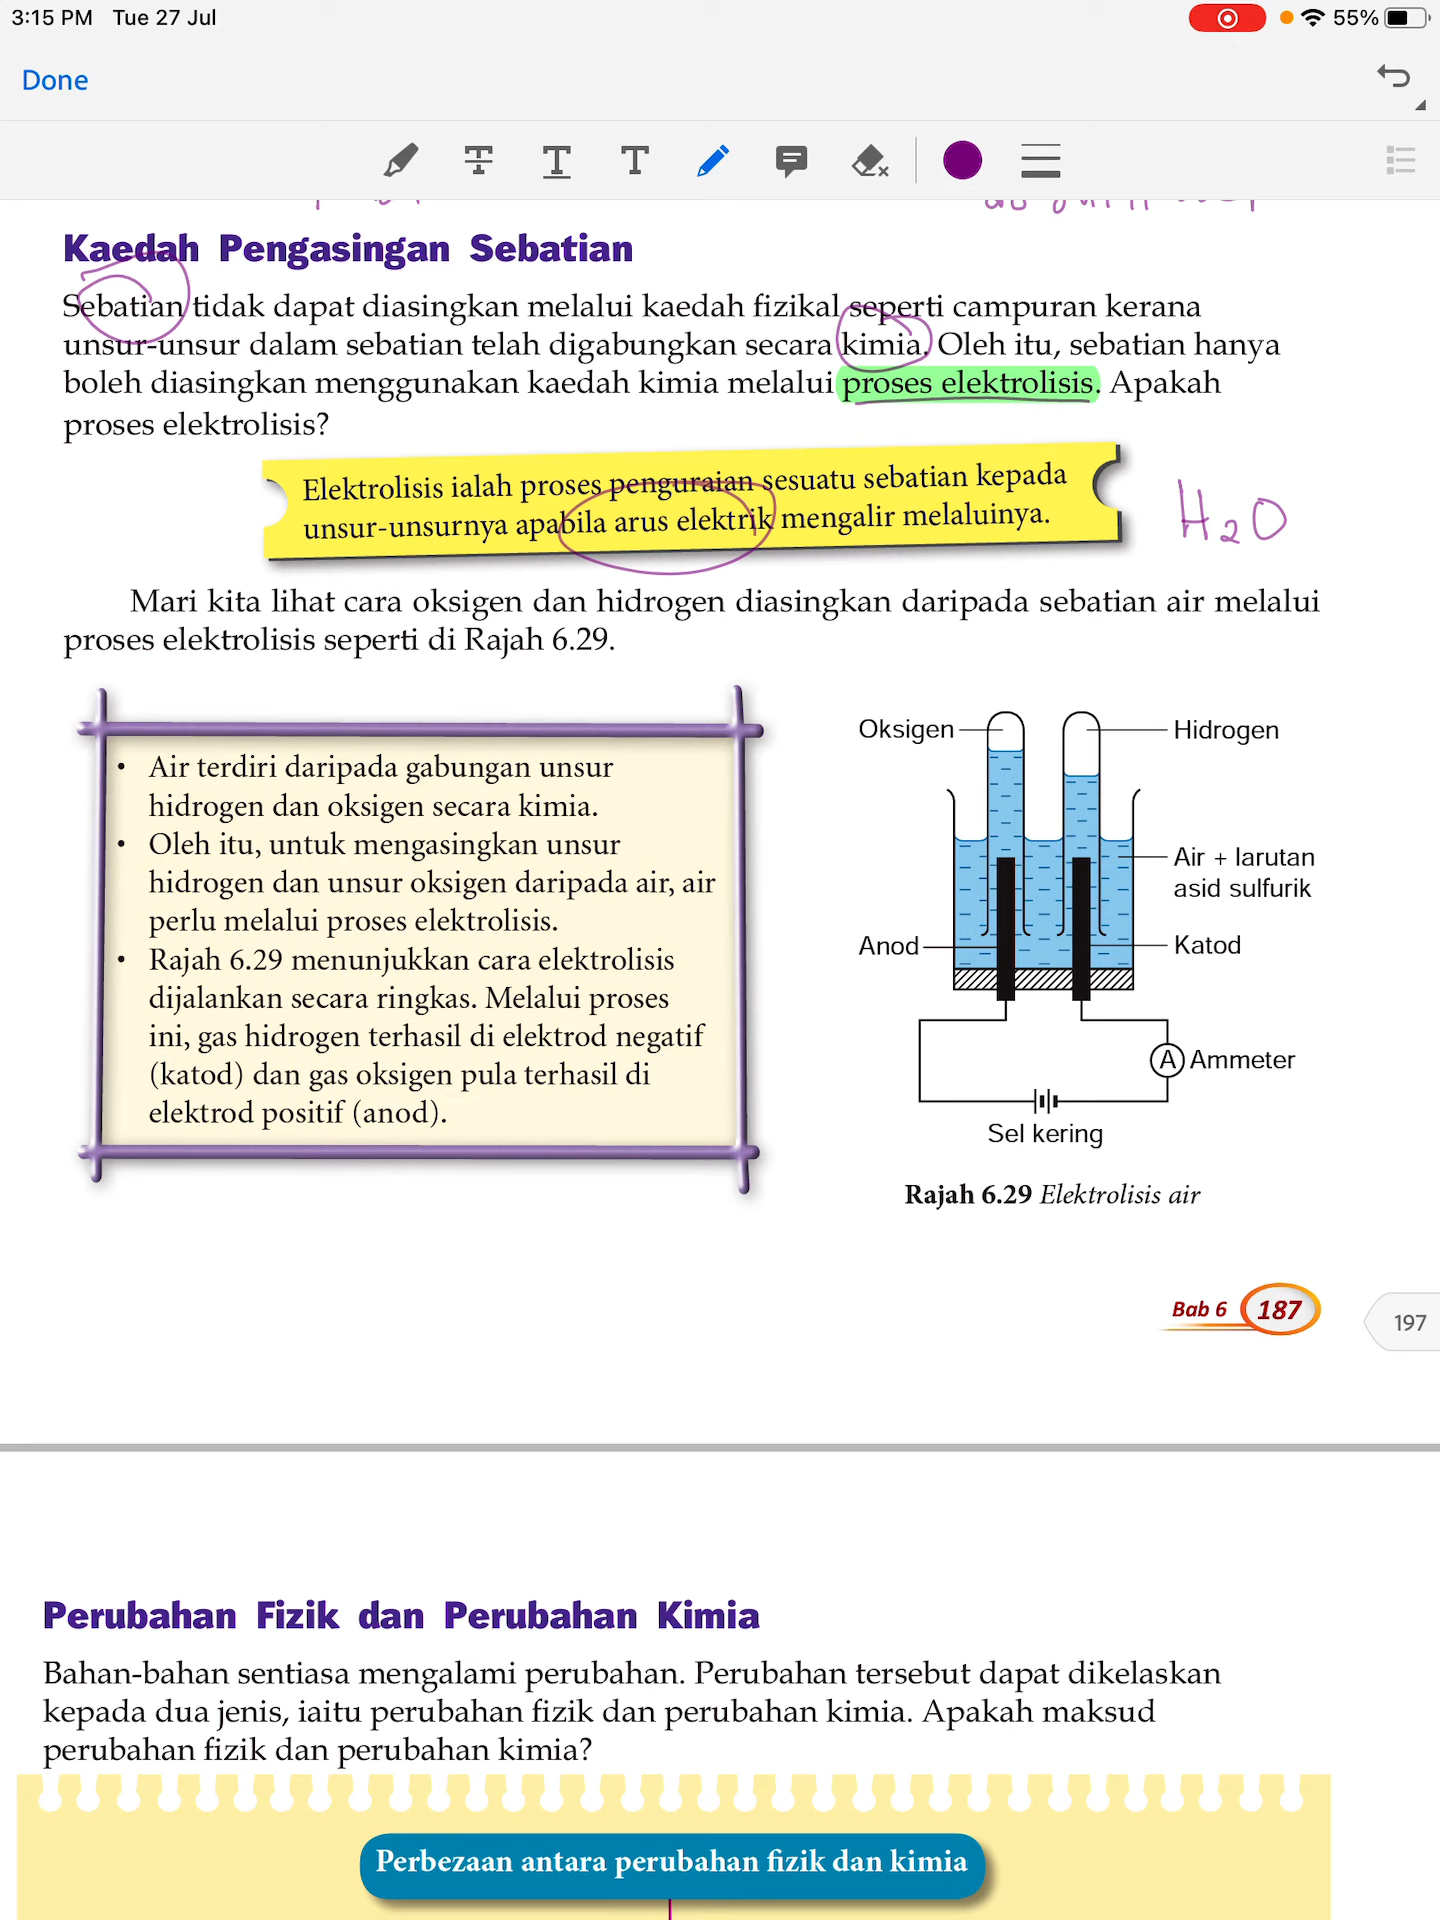 3:15 PM Tue 27 Jul
55%
Done
Kaedah Pengasingan Sebatian
Sebatian tidak dapat diasingkan melalui kaedah fizikal seperti campuran kerana
unsur-unsur dalam sebatian telah digabungkan secara kimia. Oleh itu, sebatian hanya
boleh diasingkan menggunakan kaedah kimia melalui proses elektrolisis. Apakah
proses elektrolisis?
Elektrolisis ialah proses penguraian sesuatu sebatian kepada
unsur-unsurnya apabila arus elektrik mengalir melaluinya.
H₂O
Mari kita lihat cara oksigen dan hidrogen diasingkan daripada sebatian air melalui
proses elektrolisis seperti di Rajah 6.29.
• Air terdiri daripada gabungan unsur
hidrogen dan oksigen secara kimia.
• Oleh itu, untuk mengasingkan unsur
hidrogen dan unsur oksigen daripada air, air
perlu melalui proses elektrolisis.
• Rajah 6.29 menunjukkan cara elektrolisis
dijalankan secara ringkas. Melalui proses
ini, gas hidrogen terhasil di elektrod negatif
(katod) dan gas oksigen pula terhasil di
elektrod positif (anod).
Oksigen
Hidrogen
Air + larutan
asid sulfurik
Anod
Katod
A Ammeter
Sel kering
Rajah 6.29 Elektrolisis air
Bab 6 187
197
Perubahan Fizik dan Perubahan Kimia
Bahan-bahan sentiasa mengalami perubahan. Perubahan tersebut dapat dikelaskan
kepada dua jenis, iaitu perubahan fizik dan perubahan kimia. Apakah maksud
perubahan fizik dan perubahan kimia?
Perbezaan antara perubahan fizik dan kimia